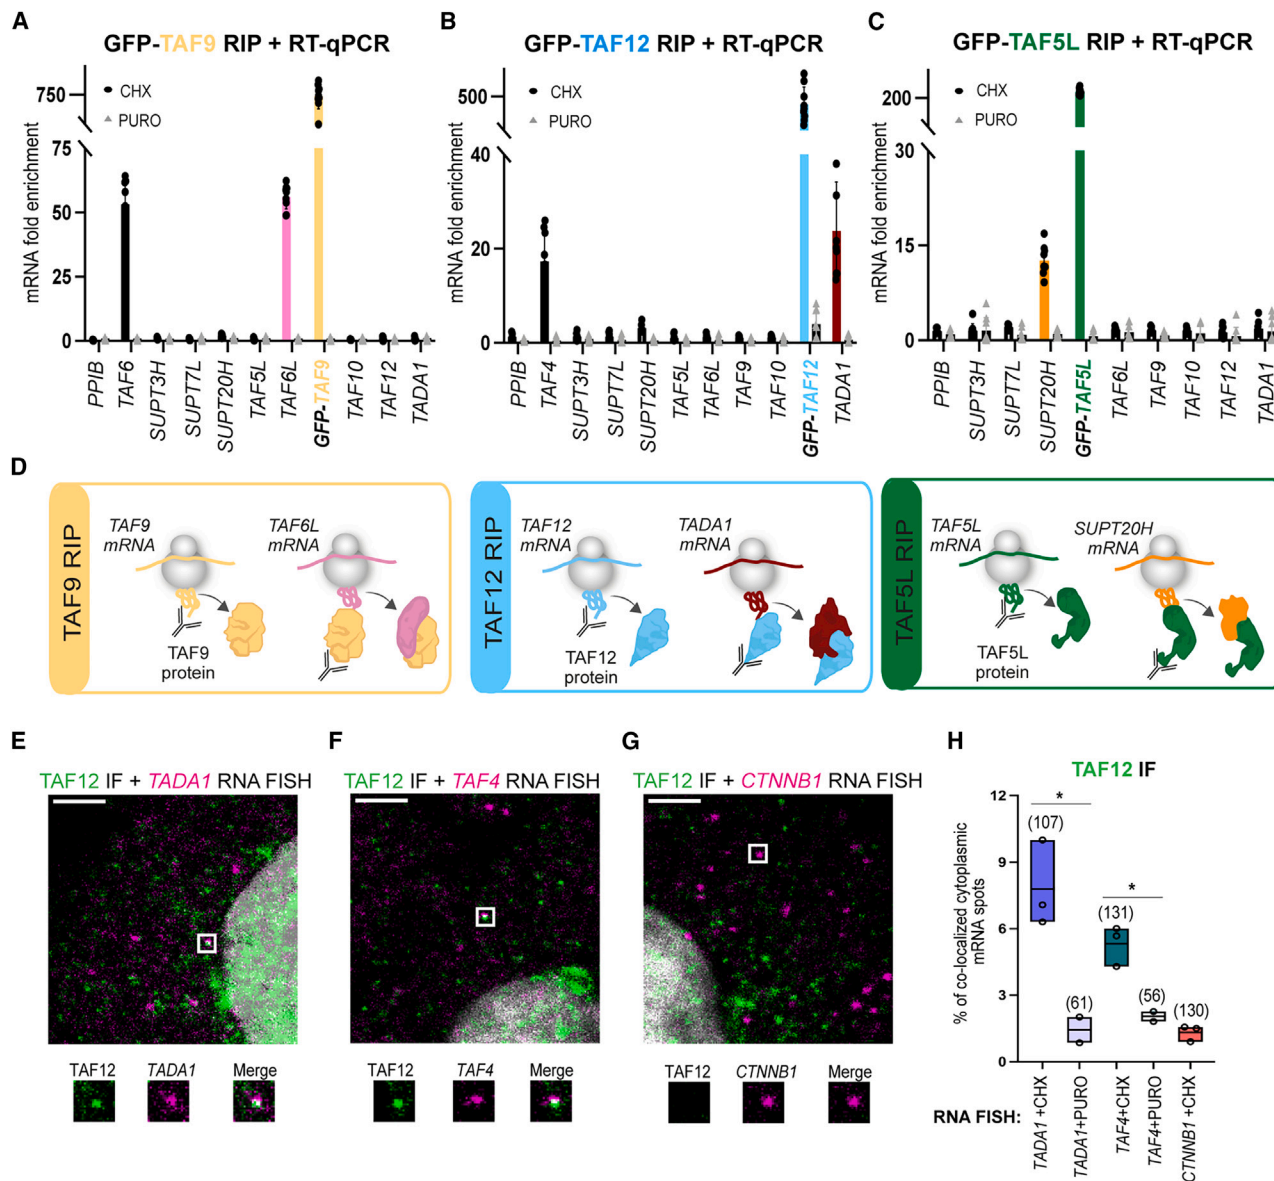 A
GFP-TAF9 RIP + RT-qPCR
mRNA fold enrichment
750
75
50
25
0
CHX
PURO
PPIB
TAF6
SUPT3H
SUPT7L
SUPT20H
TAF5L
TAF6L
GFP-TAF9
TAF10
TAF12
TADA1
B
GFP-TAF12 RIP + RT-qPCR
mRNA fold enrichment
500
40
20
0
CHX
PURO
PPIB
TAF4
SUPT3H
SUPT7L
SUPT20H
TAF5L
TAF6L
TAF9
TAF10
GFP-TAF12
TADA1
C
GFP-TAF5L RIP + RT-qPCR
mRNA fold enrichment
200
30
15
0
CHX
PURO
PPIB
SUPT3H
SUPT7L
SUPT20H
GFP-TAF5L
TAF6L
TAF9
TAF10
TAF12
TADA1
D
TAF9 RIP
TAF9
mRNA
TAF6L
mRNA
TAF9
protein
TAF12 RIP
TAF12
mRNA
TADA1
mRNA
TAF12
protein
TAF5L RIP
TAF5L
mRNA
SUPT20H
mRNA
TAF5L
protein
E
TAF12 IF + TADA1 RNA FISH
TAF12
TADA1
Merge
F
TAF12 IF + TAF4 RNA FISH
TAF12
TAF4
Merge
G
TAF12 IF + CTNNB1 RNA FISH
TAF12
CTNNB1
Merge
H
TAF12 IF
% of co-localized cytoplasmic
mRNA spots
12
9
6
3
0
*
*
(107)
(61)
(131)
(56)
(130)
RNA FISH:
TADA1 +CHX
TADA1+PURO
TAF4+CHX
TAF4+PURO
CTNNB1 +CHX